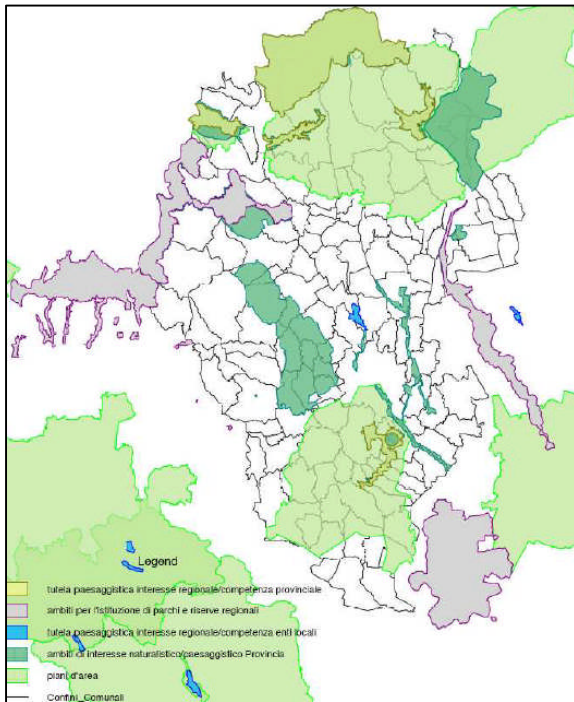 Legend
tutela paesaggistica interesse regionale/competenza provinciale
ambiti per l'istituzione di parchi e riserve regionali
tutela paesaggistica interesse regionale/competenza enti locali
ambiti di interesse naturalistico/paesaggistico Provincia
piani d'area
Confini_Comunali